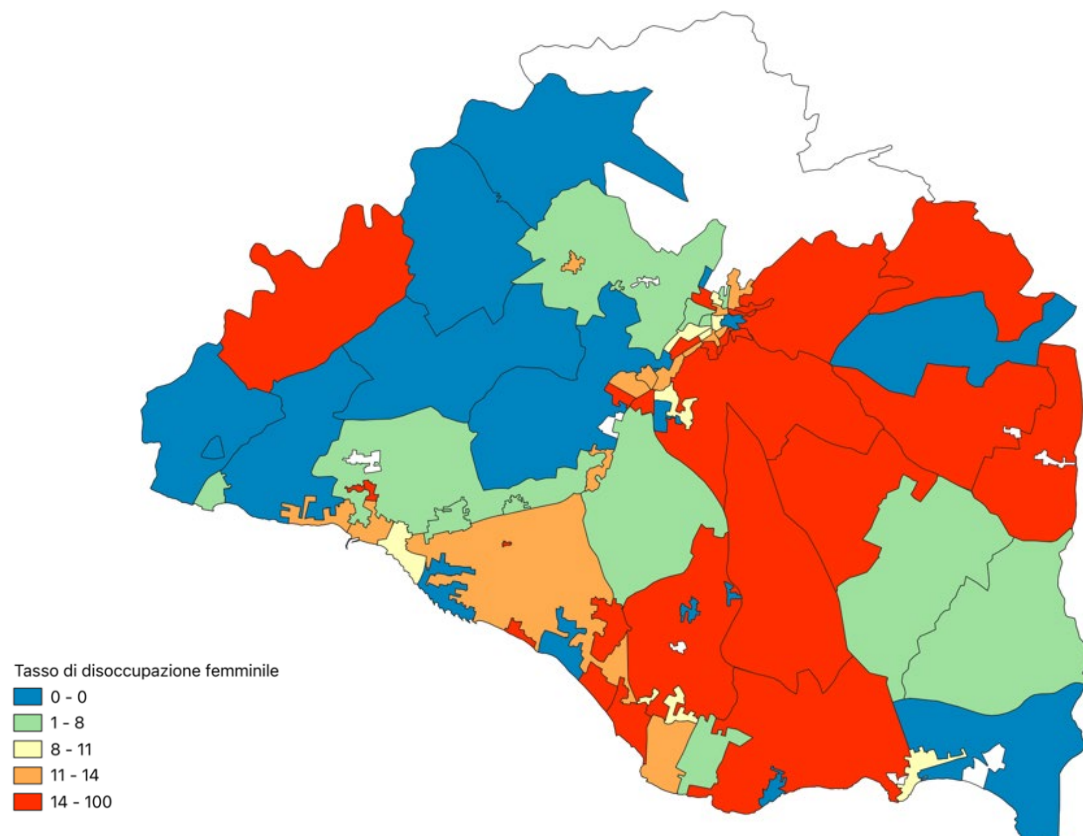 Tasso di disoccupazione femminile
0 - 0
1 - 8
8 - 11
11 - 14
14 - 100